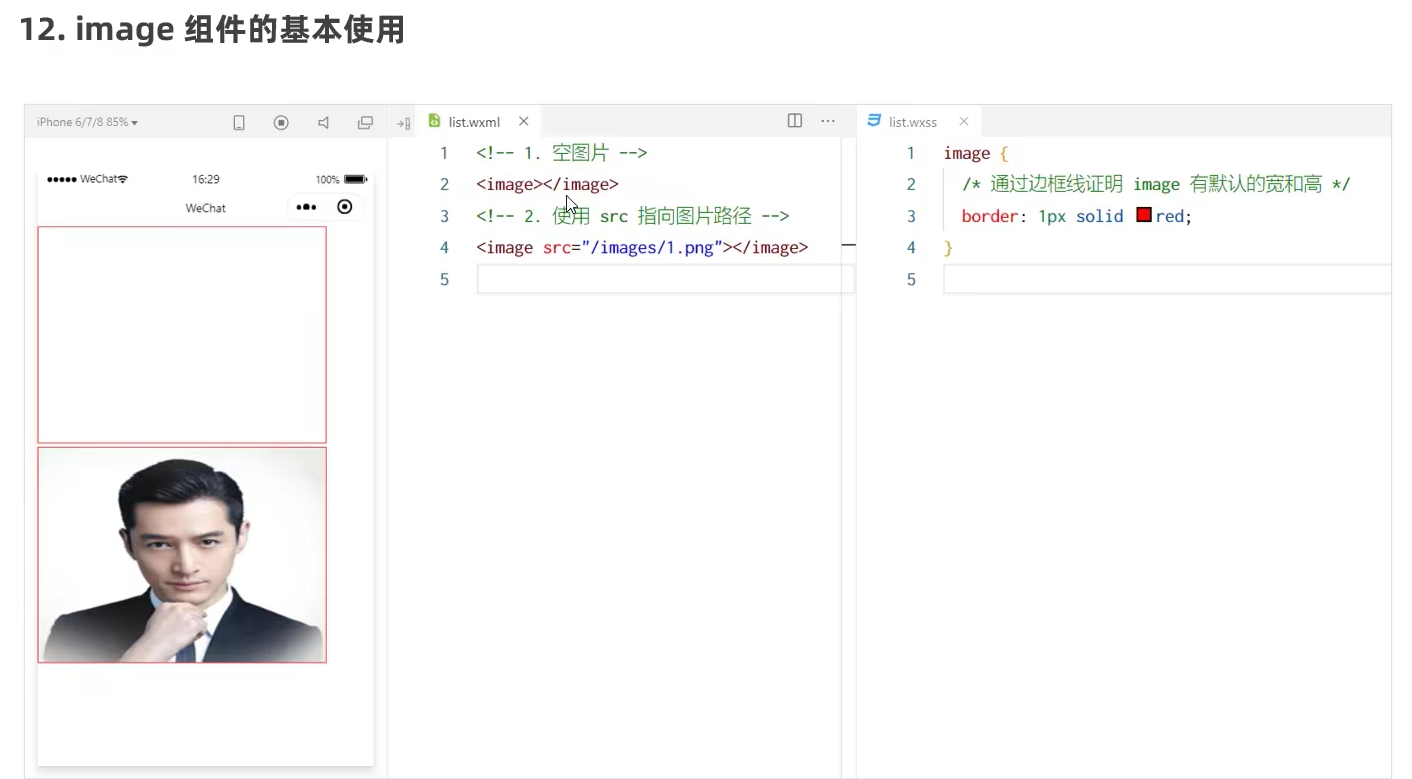 12. image 组件的基本使用
iPhone 6/7/8 85%
list.wxml
list.wxss
WeChat
16:29
100%
WeChat
1
<!-- 1. 空图片 -->
2
<image></image>
3
<!-- 2. 使用 src 指向图片路径 -->
4
<image src="/images/1.png"></image>
5
1
image {
2
/* 通过边框线证明 image 有默认的宽和高 */
3
border: 1px solid red;
4
}
5